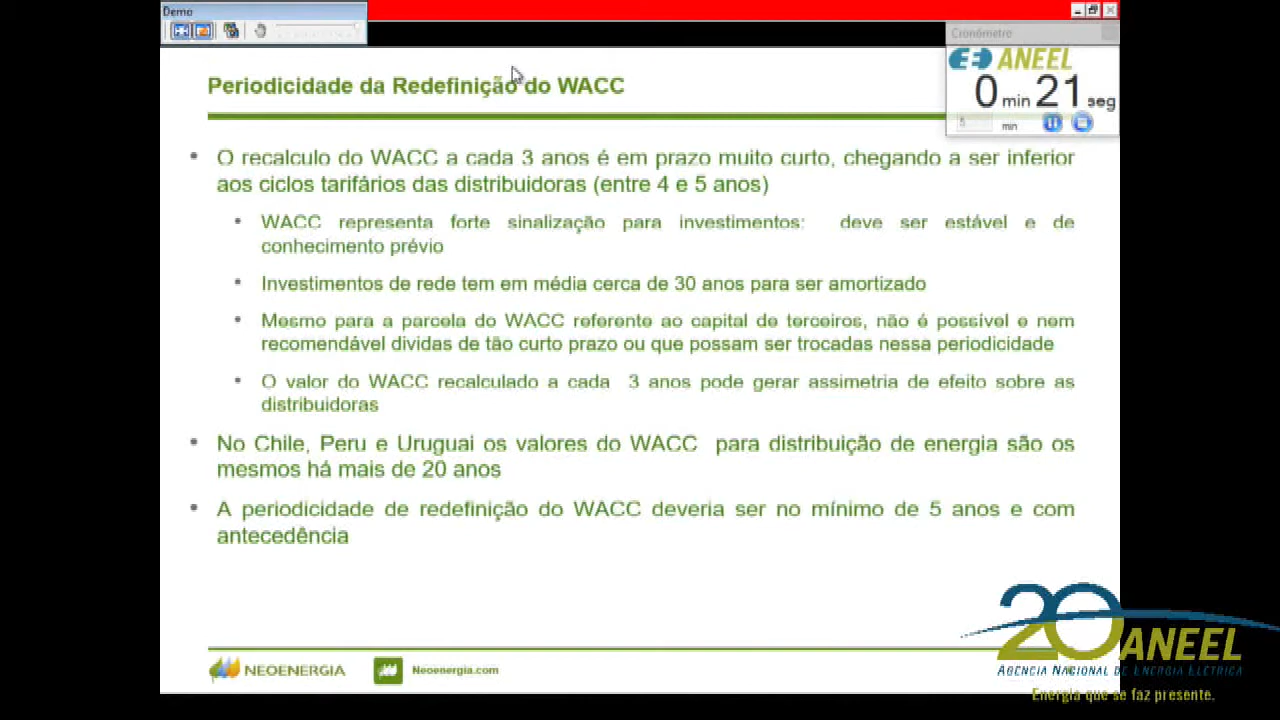 Demo
Cronômetro
ANEEL
0 min 21 seg
5 min
Periodicidade da Redefinição do WACC
• O recalculo do WACC a cada 3 anos é em prazo muito curto, chegando a ser inferior
aos ciclos tarifários das distribuidoras (entre 4 e 5 anos)
• WACC representa forte sinalização para investimentos: deve ser estável e de
conhecimento prévio
• Investimentos de rede tem em média cerca de 30 anos para ser amortizado
• Mesmo para a parcela do WACC referente ao capital de terceiros, não é possível e nem
recomendável dividas de tão curto prazo ou que possam ser trocadas nessa periodicidade
• O valor do WACC recalculado a cada 3 anos pode gerar assimetria de efeito sobre as
distribuidoras
• No Chile, Peru e Uruguai os valores do WACC para distribuição de energia são os
mesmos há mais de 20 anos
• A periodicidade de redefinição do WACC deveria ser no mínimo de 5 anos e com
antecedência
NEOENERGIA
Neoenergia.com
20 ANEEL
AGÊNCIA NACIONAL DE ENERGIA ELÉTRICA
Energia que se faz presente.